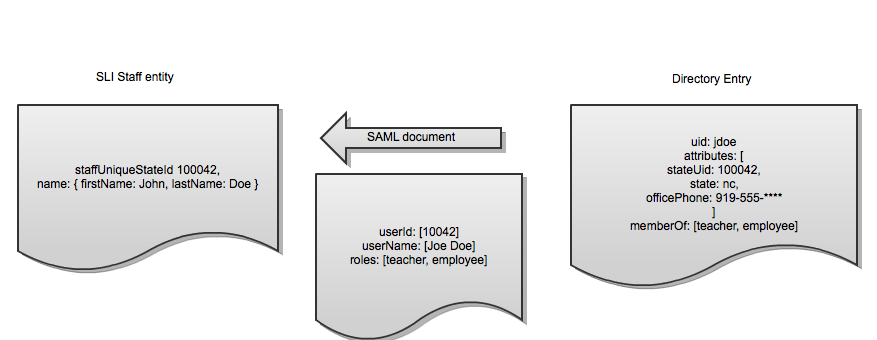 SLI Staff entity
Directory Entry
staffUniqueStateId 100042,
name: { firstName: John, lastName: Doe }
SAML document
userId: [10042]
userName: [Joe Doe]
roles: [teacher, employee]
uid: jdoe
attributes: [
stateUid: 100042,
state: nc,
officePhone: 919-555-****
]
memberOf: [teacher, employee]